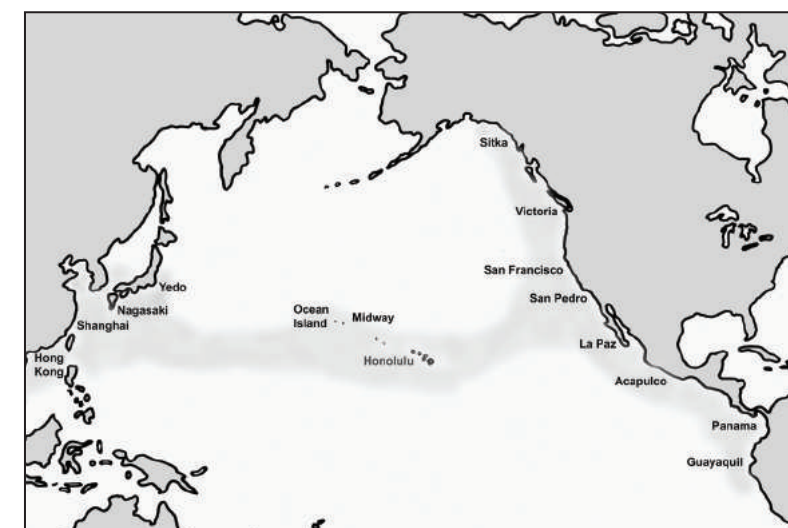 Sitka
Victoria
San Francisco
San Pedro
Yedo
Nagasaki
Shanghai
Ocean
Island
Midway
Hong
Kong
Honolulu
La Paz
Acapulco
Panama
Guayaquil